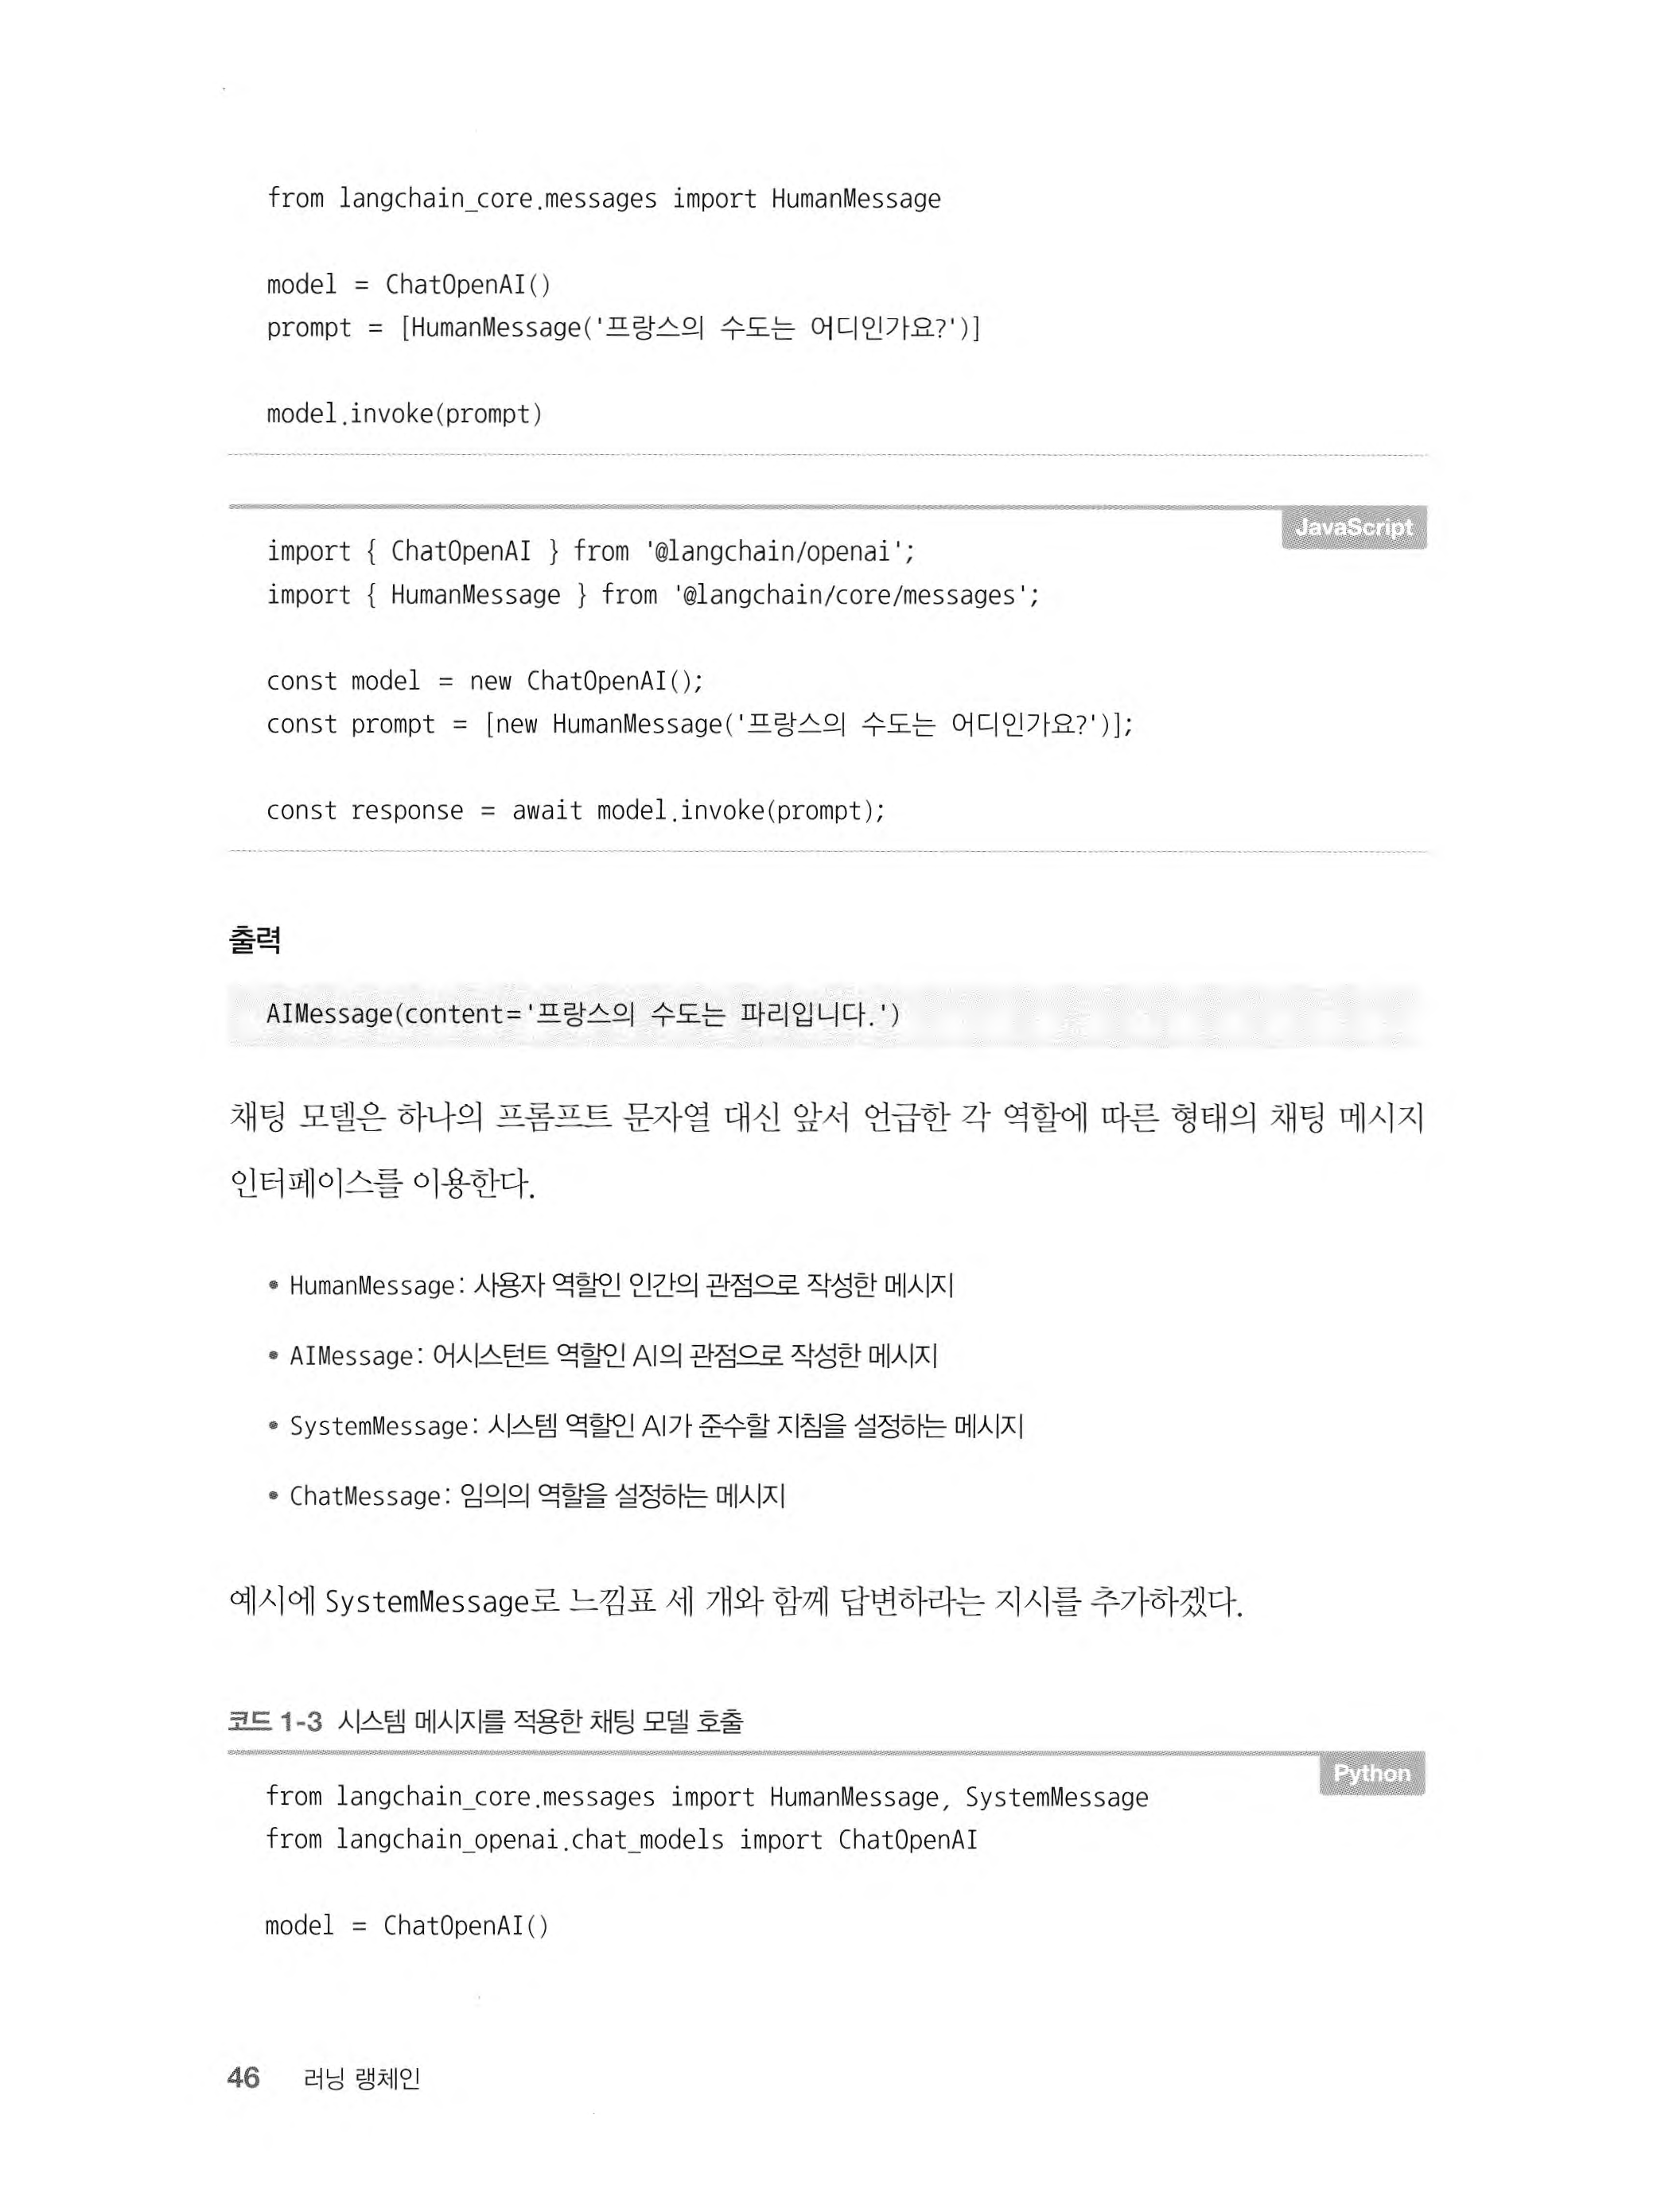 from langchain_core.messages import HumanMessage
model = ChatOpenAI()
prompt = [HumanMessage('프랑스의 수도는 어디인가요?')]
model.invoke(prompt)
JavaScript
import { ChatOpenAI } from '@langchain/openai';
import { HumanMessage } from '@langchain/core/messages';
const model = new ChatOpenAI();
const prompt = [new HumanMessage('프랑스의 수도는 어디인가요?')];
const response = await model.invoke(prompt);
출력
AIMessage(content='프랑스의 수도는 파리입니다.')
채팅 모델은 하나의 프롬프트 문자열 대신 앞서 언급한 각 역할에 따른 형태의 채팅 메시지
인터페이스를 이용한다.
• HumanMessage: 사용자 역할인 인간의 관점으로 작성한 메시지
• AIMessage: 어시스턴트 역할인 AI의 관점으로 작성한 메시지
• SystemMessage: 시스템 역할인 AI가 준수할 지침을 설정하는 메시지
• ChatMessage: 임의의 역할을 설정하는 메시지
예시에 SystemMessage로 느낌표 세 개와 함께 답변하라는 지시를 추가하겠다.
코드 1-3 시스템 메시지를 적용한 채팅 모델 호출
Python
from langchain_core.messages import HumanMessage, SystemMessage
from langchain_openai.chat_models import ChatOpenAI
model = ChatOpenAI()
46 러닝 랭체인